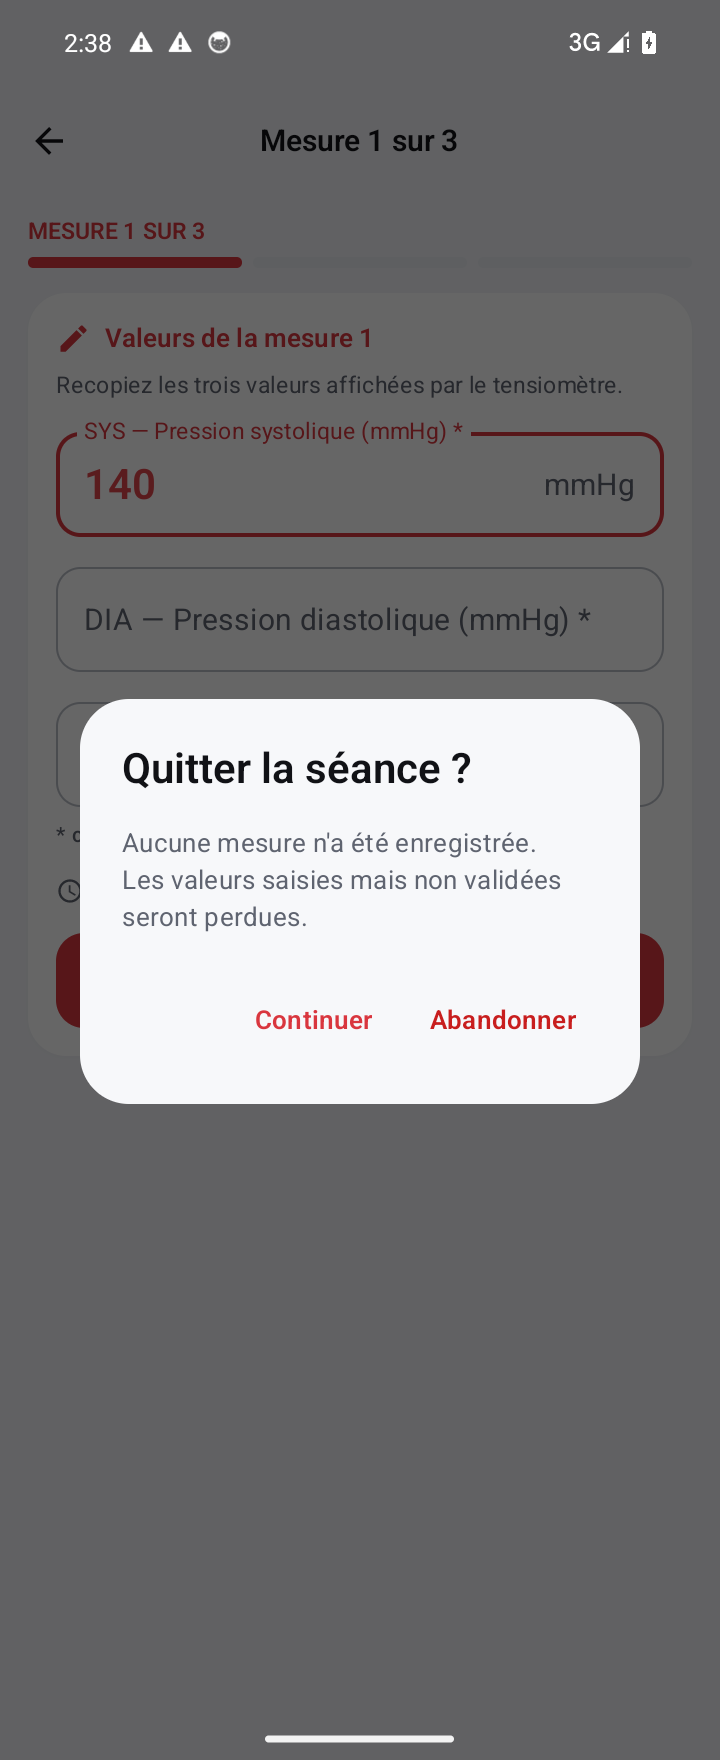 2:38
3G
Mesure 1 sur 3
MESURE 1 SUR 3
Valeurs de la mesure 1
Recopiez les trois valeurs affichées par le tensiomètre.
SYS — Pression systolique (mmHg) *
140 mmHg
DIA — Pression diastolique (mmHg) *
*
Quitter la séance ?
Aucune mesure n'a été enregistrée.
Les valeurs saisies mais non validées
seront perdues.
Continuer Abandonner